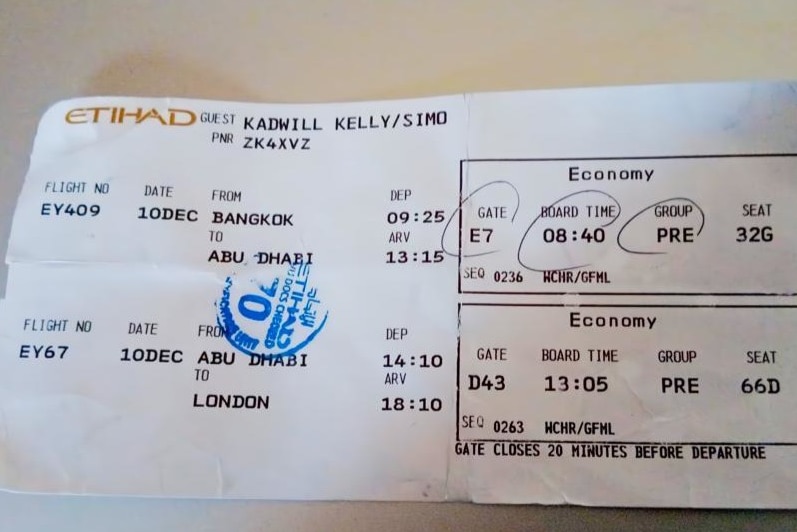 ETIHAD GUEST KADWILL KELLY/SIMO
PNR ZK4XVZ
FLIGHT NO DATE FROM DEP
EY409 10DEC BANGKOK 09:25
TO ARV
ABU DHABI 13:15
Economy
GATE BOARD TIME GROUP SEAT
E7 08:40 PRE 32G
SEQ 0236 WCHR/GFML
FLIGHT NO DATE FROM DEP
EY67 10DEC ABU DHABI 14:10
TO ARV
LONDON 18:10
Economy
GATE BOARD TIME GROUP SEAT
D43 13:05 PRE 66D
SEQ 0263 WCHR/GFML
GATE CLOSES 20 MINUTES BEFORE DEPARTURE
ETIHAD
DOCS CHECKED